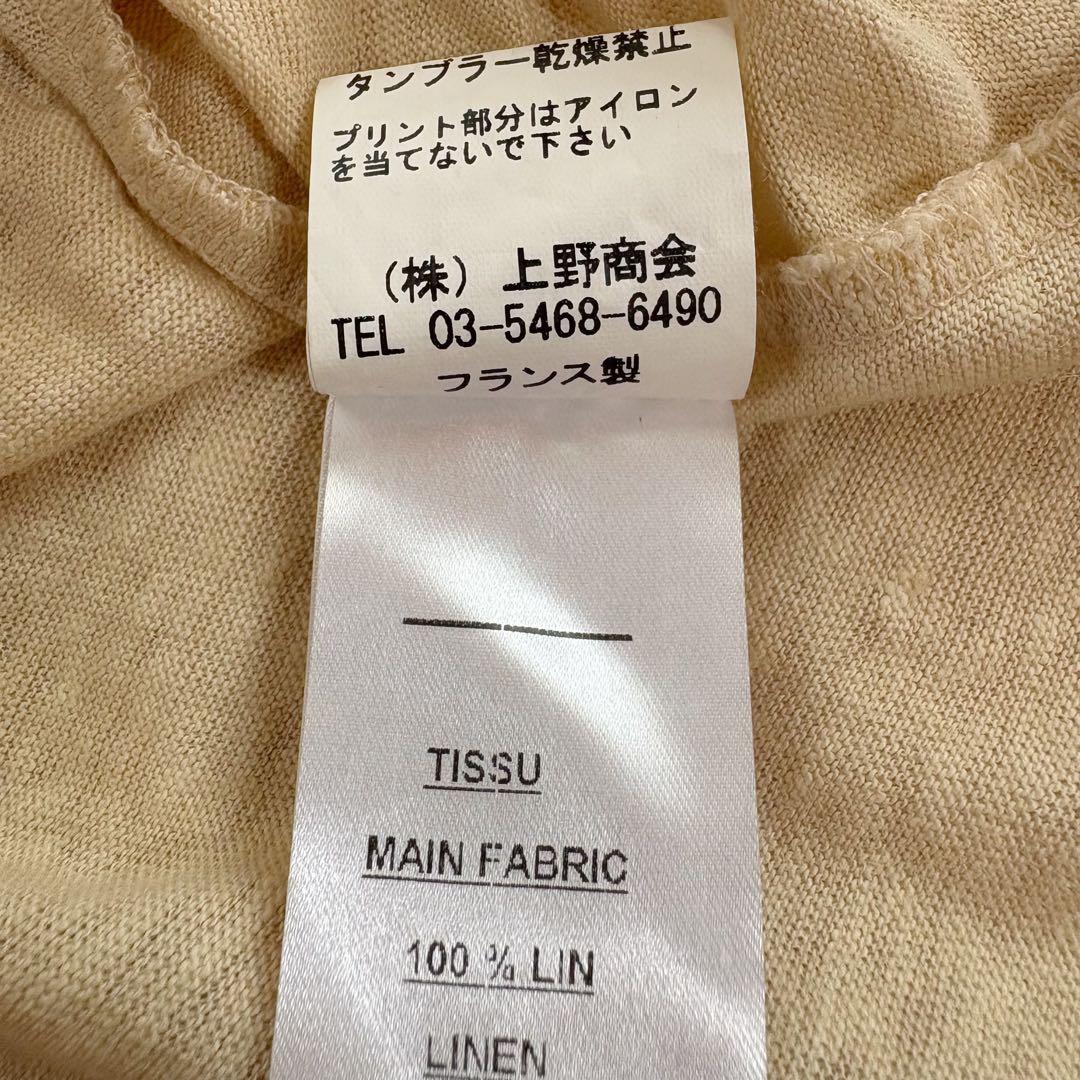 タンブラー乾燥禁止
プリント部分はアイロン
を当てないで下さい
(株) 上野商会
TEL 03-5468-6490
フランス製
TISSU
MAIN FABRIC
100 % LIN
LINEN